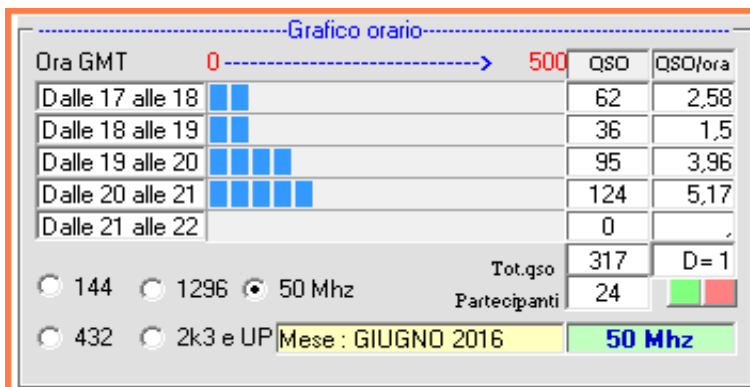 Grafico orario
Ora GMT 0 -----------------------------> 500 QSO QSO/ora
Dalle 17 alle 18 62 2,58
Dalle 18 alle 19 36 1,5
Dalle 19 alle 20 95 3,96
Dalle 20 alle 21 124 5,17
Dalle 21 alle 22 0 ,
Tot.qso 317 D= 1
144 1296 50 Mhz
Partecipanti 24
432 2k3 e UP Mese : GIUGNO 2016 50 Mhz